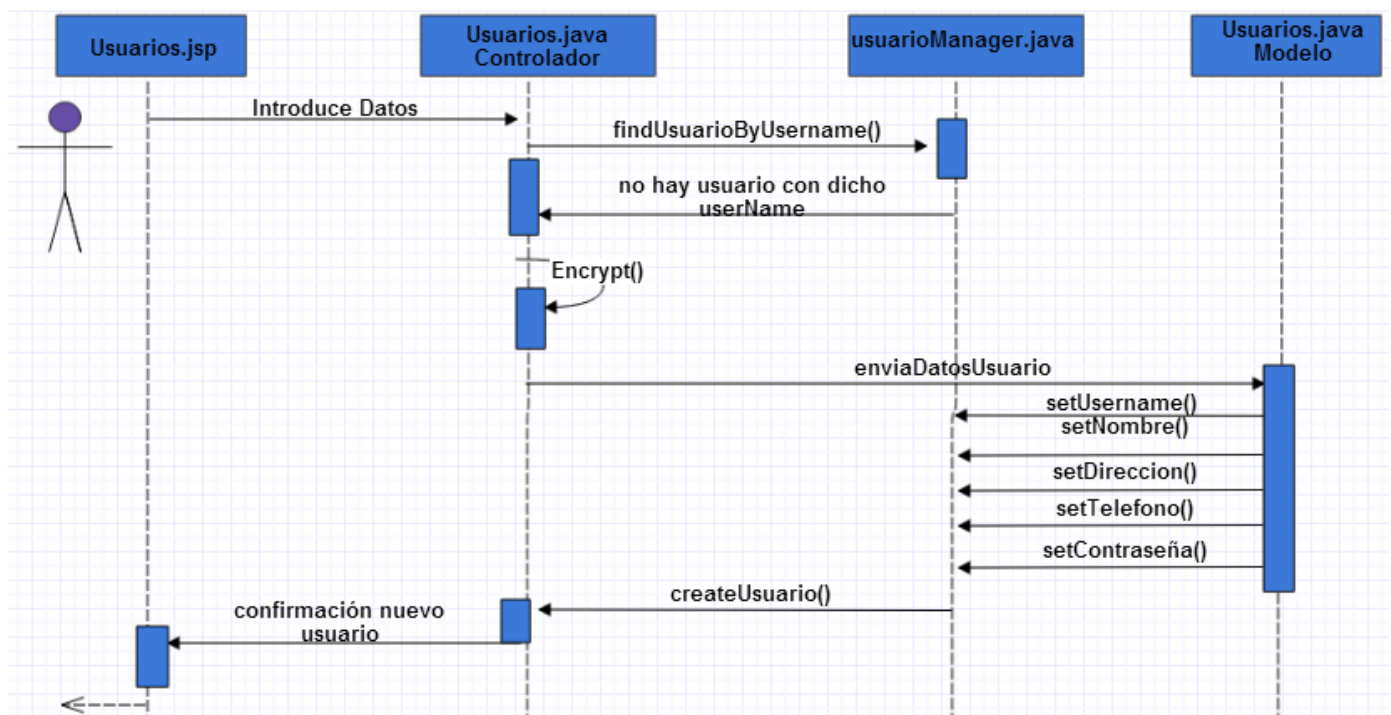 Usuarios.jsp
Usuarios.java
Controlador
usuarioManager.java
Usuarios.java
Modelo
Introduce Datos
findUsuarioByUsername()
no hay usuario con dicho
userName
Encrypt()
enviaDatosUsuario
setUsername()
setNombre()
setDireccion()
setTelefono()
setContraseña()
createUsuario()
confirmación nuevo
usuario